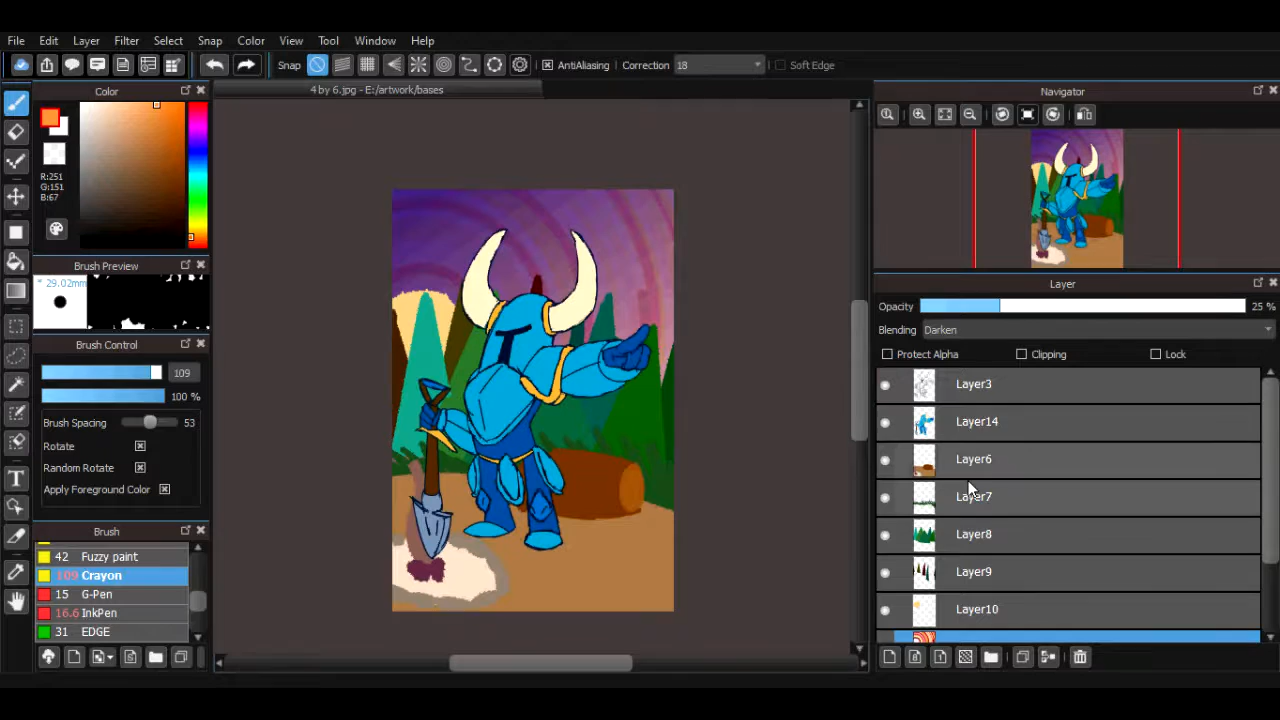 File Edit Layer Filter Select Snap Color View Tool Window Help
Snap AntiAliasing Correction 18 Soft Edge
Color
4 by 6.jpg - E:/artwork/bases
Navigator
R:251
G:151
B:67
Brush Preview
* 29.02mm
Layer
Opacity 25 %
Blending Darken
Protect Alpha Clipping Lock
Brush Control
109
100 %
Brush Spacing 53
Rotate
Random Rotate
Apply Foreground Color
Layer3
Layer14
Layer6
Layer7
Layer8
Layer9
Layer10
Brush
42 Fuzzy paint
109 Crayon
15 G-Pen
16.6 InkPen
31 EDGE